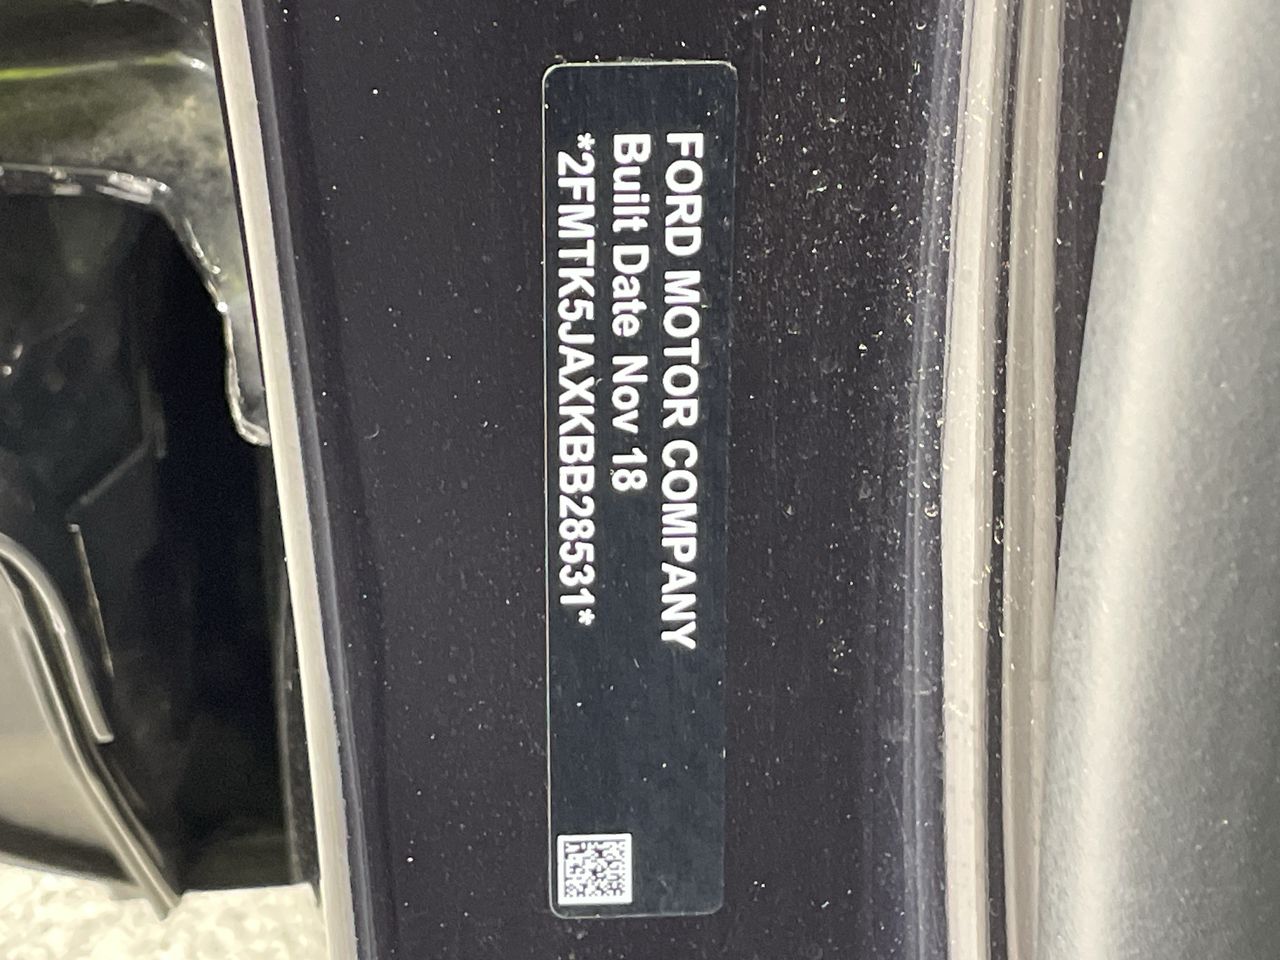 FORD MOTOR COMPANY
Built Date Nov 18
*2FMTK5JAXKBB28531*